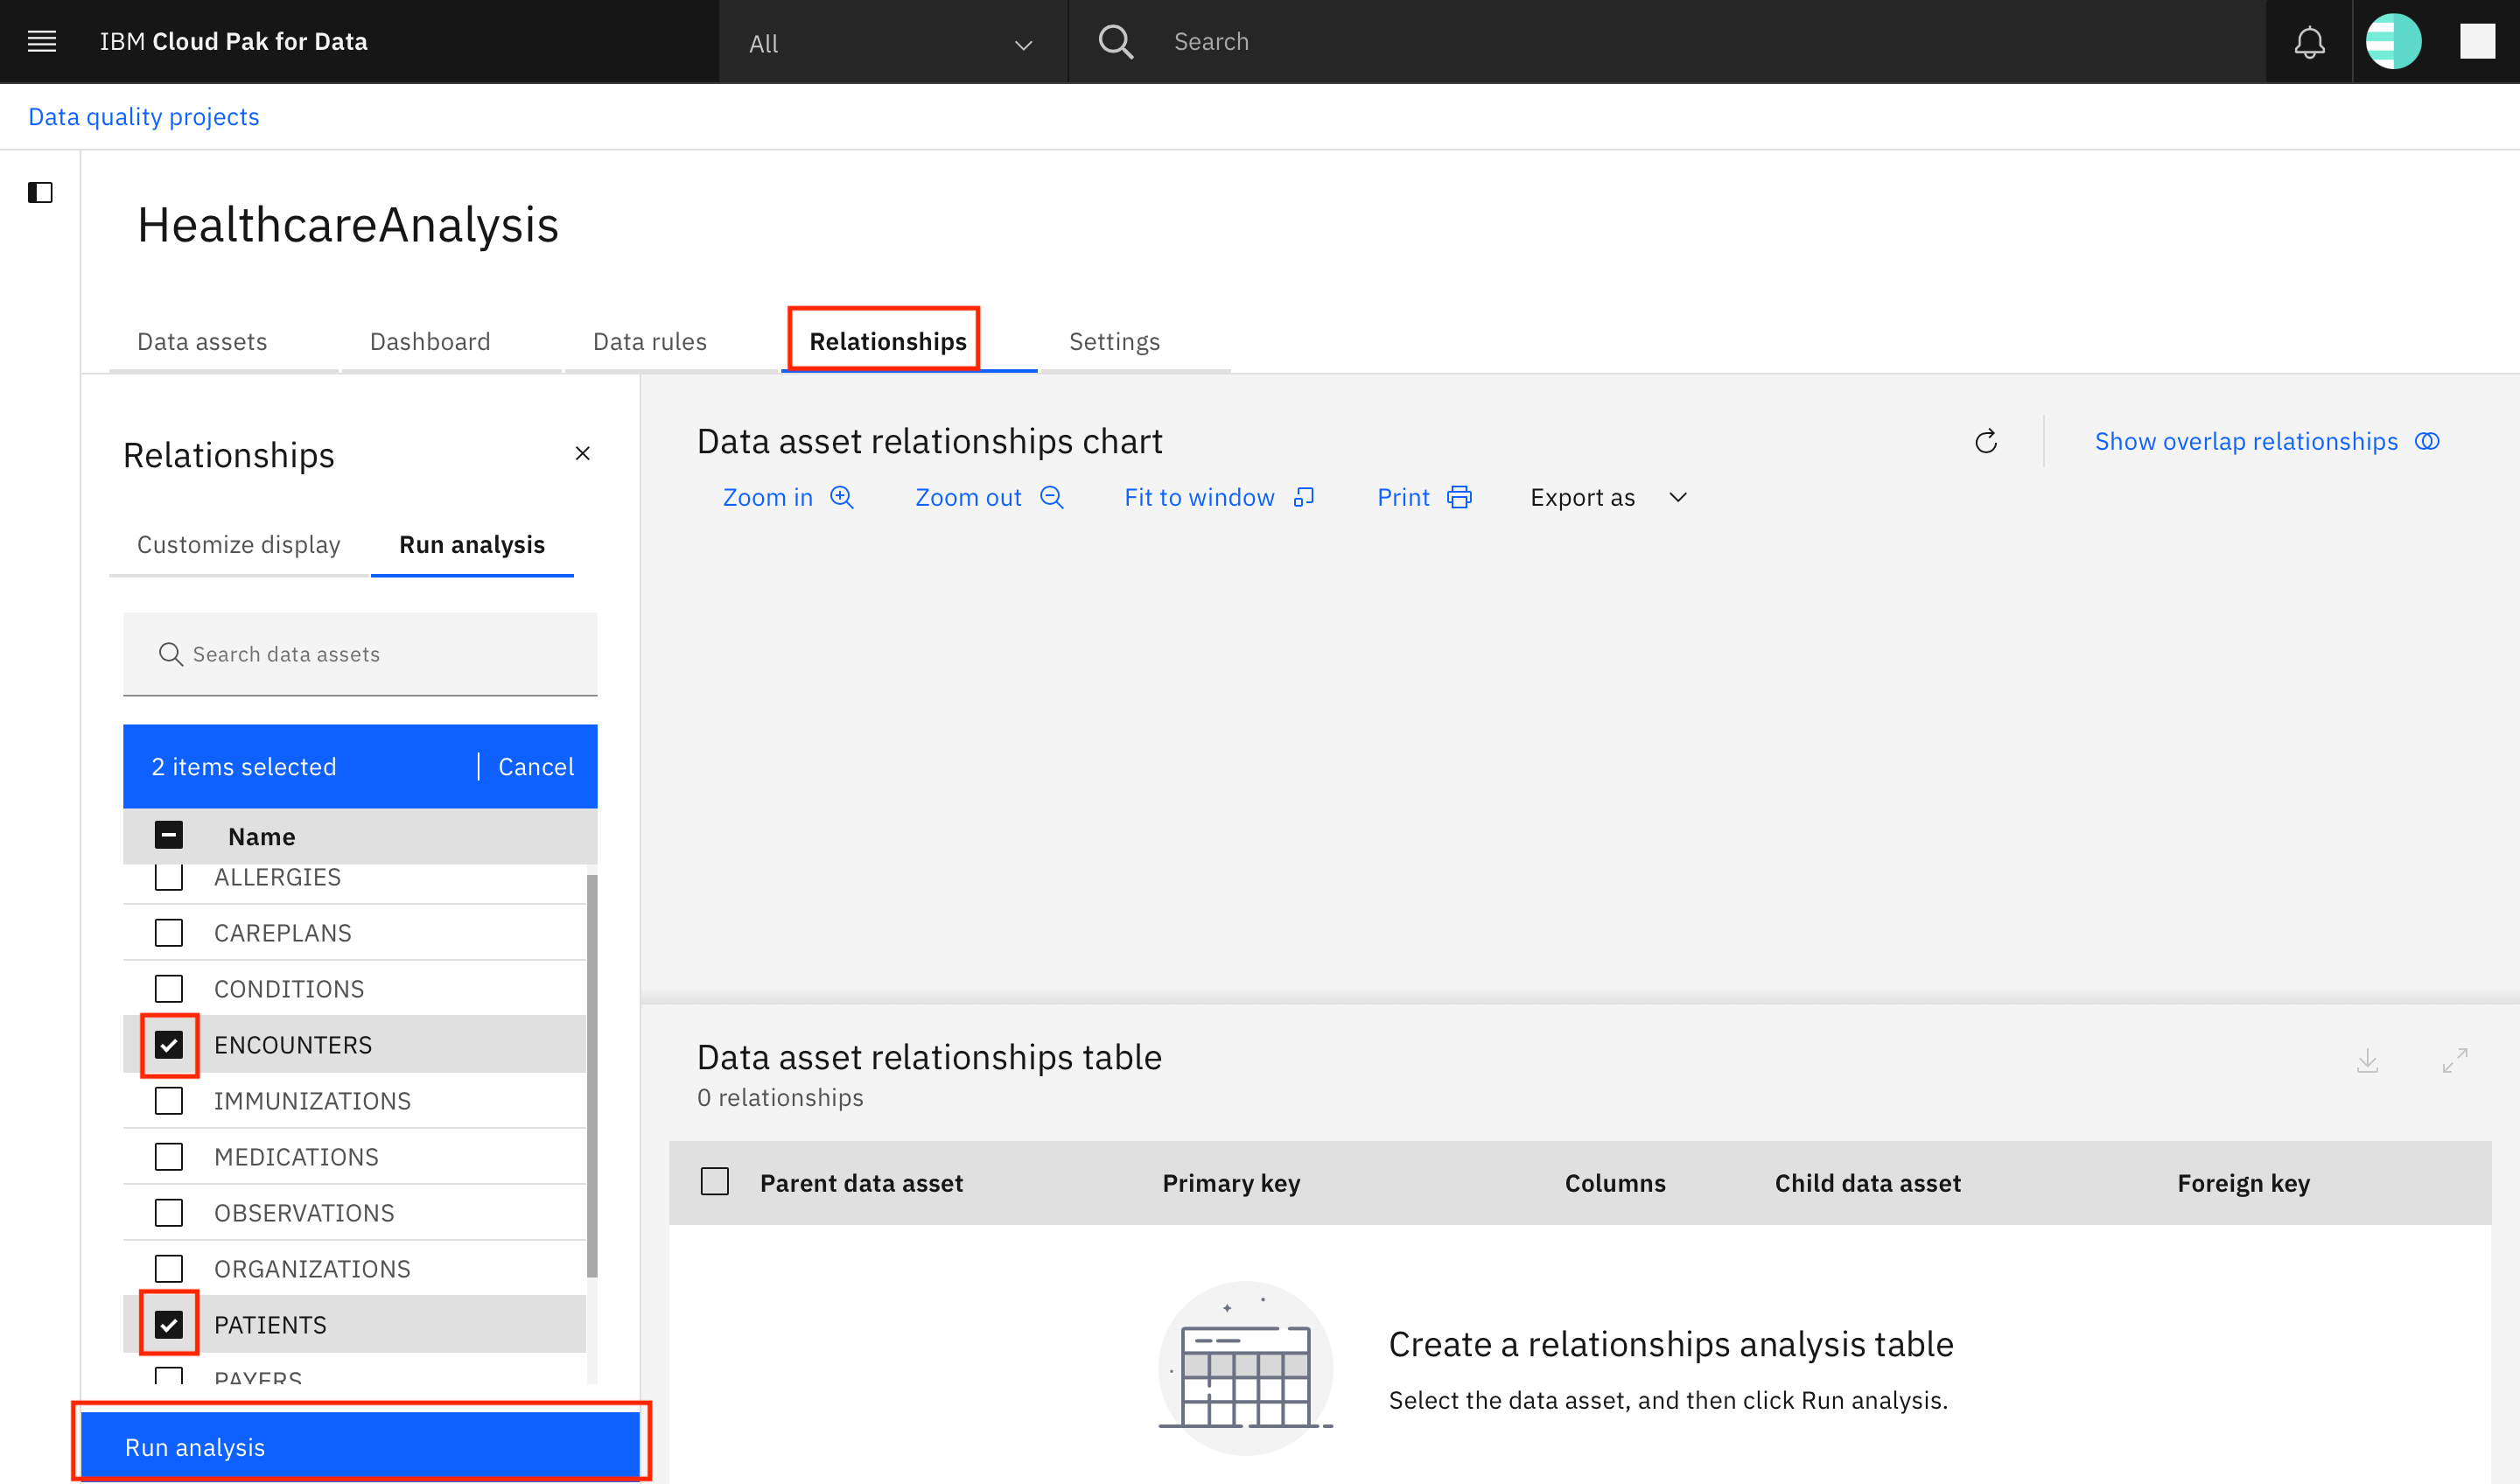 IBM Cloud Pak for Data
All
Search
Data quality projects
HealthcareAnalysis
Data assets
Dashboard
Data rules
Relationships
Settings
Relationships
Customize display
Run analysis
Search data assets
2 items selected
Cancel
Name
ALLERGIES
CAREPLANS
CONDITIONS
ENCOUNTERS
IMMUNIZATIONS
MEDICATIONS
OBSERVATIONS
ORGANIZATIONS
PATIENTS
PAYERS
Run analysis
Data asset relationships chart
Show overlap relationships
Zoom in
Zoom out
Fit to window
Print
Export as
Data asset relationships table
0 relationships
Parent data asset
Primary key
Columns
Child data asset
Foreign key
Create a relationships analysis table
Select the data asset, and then click Run analysis.